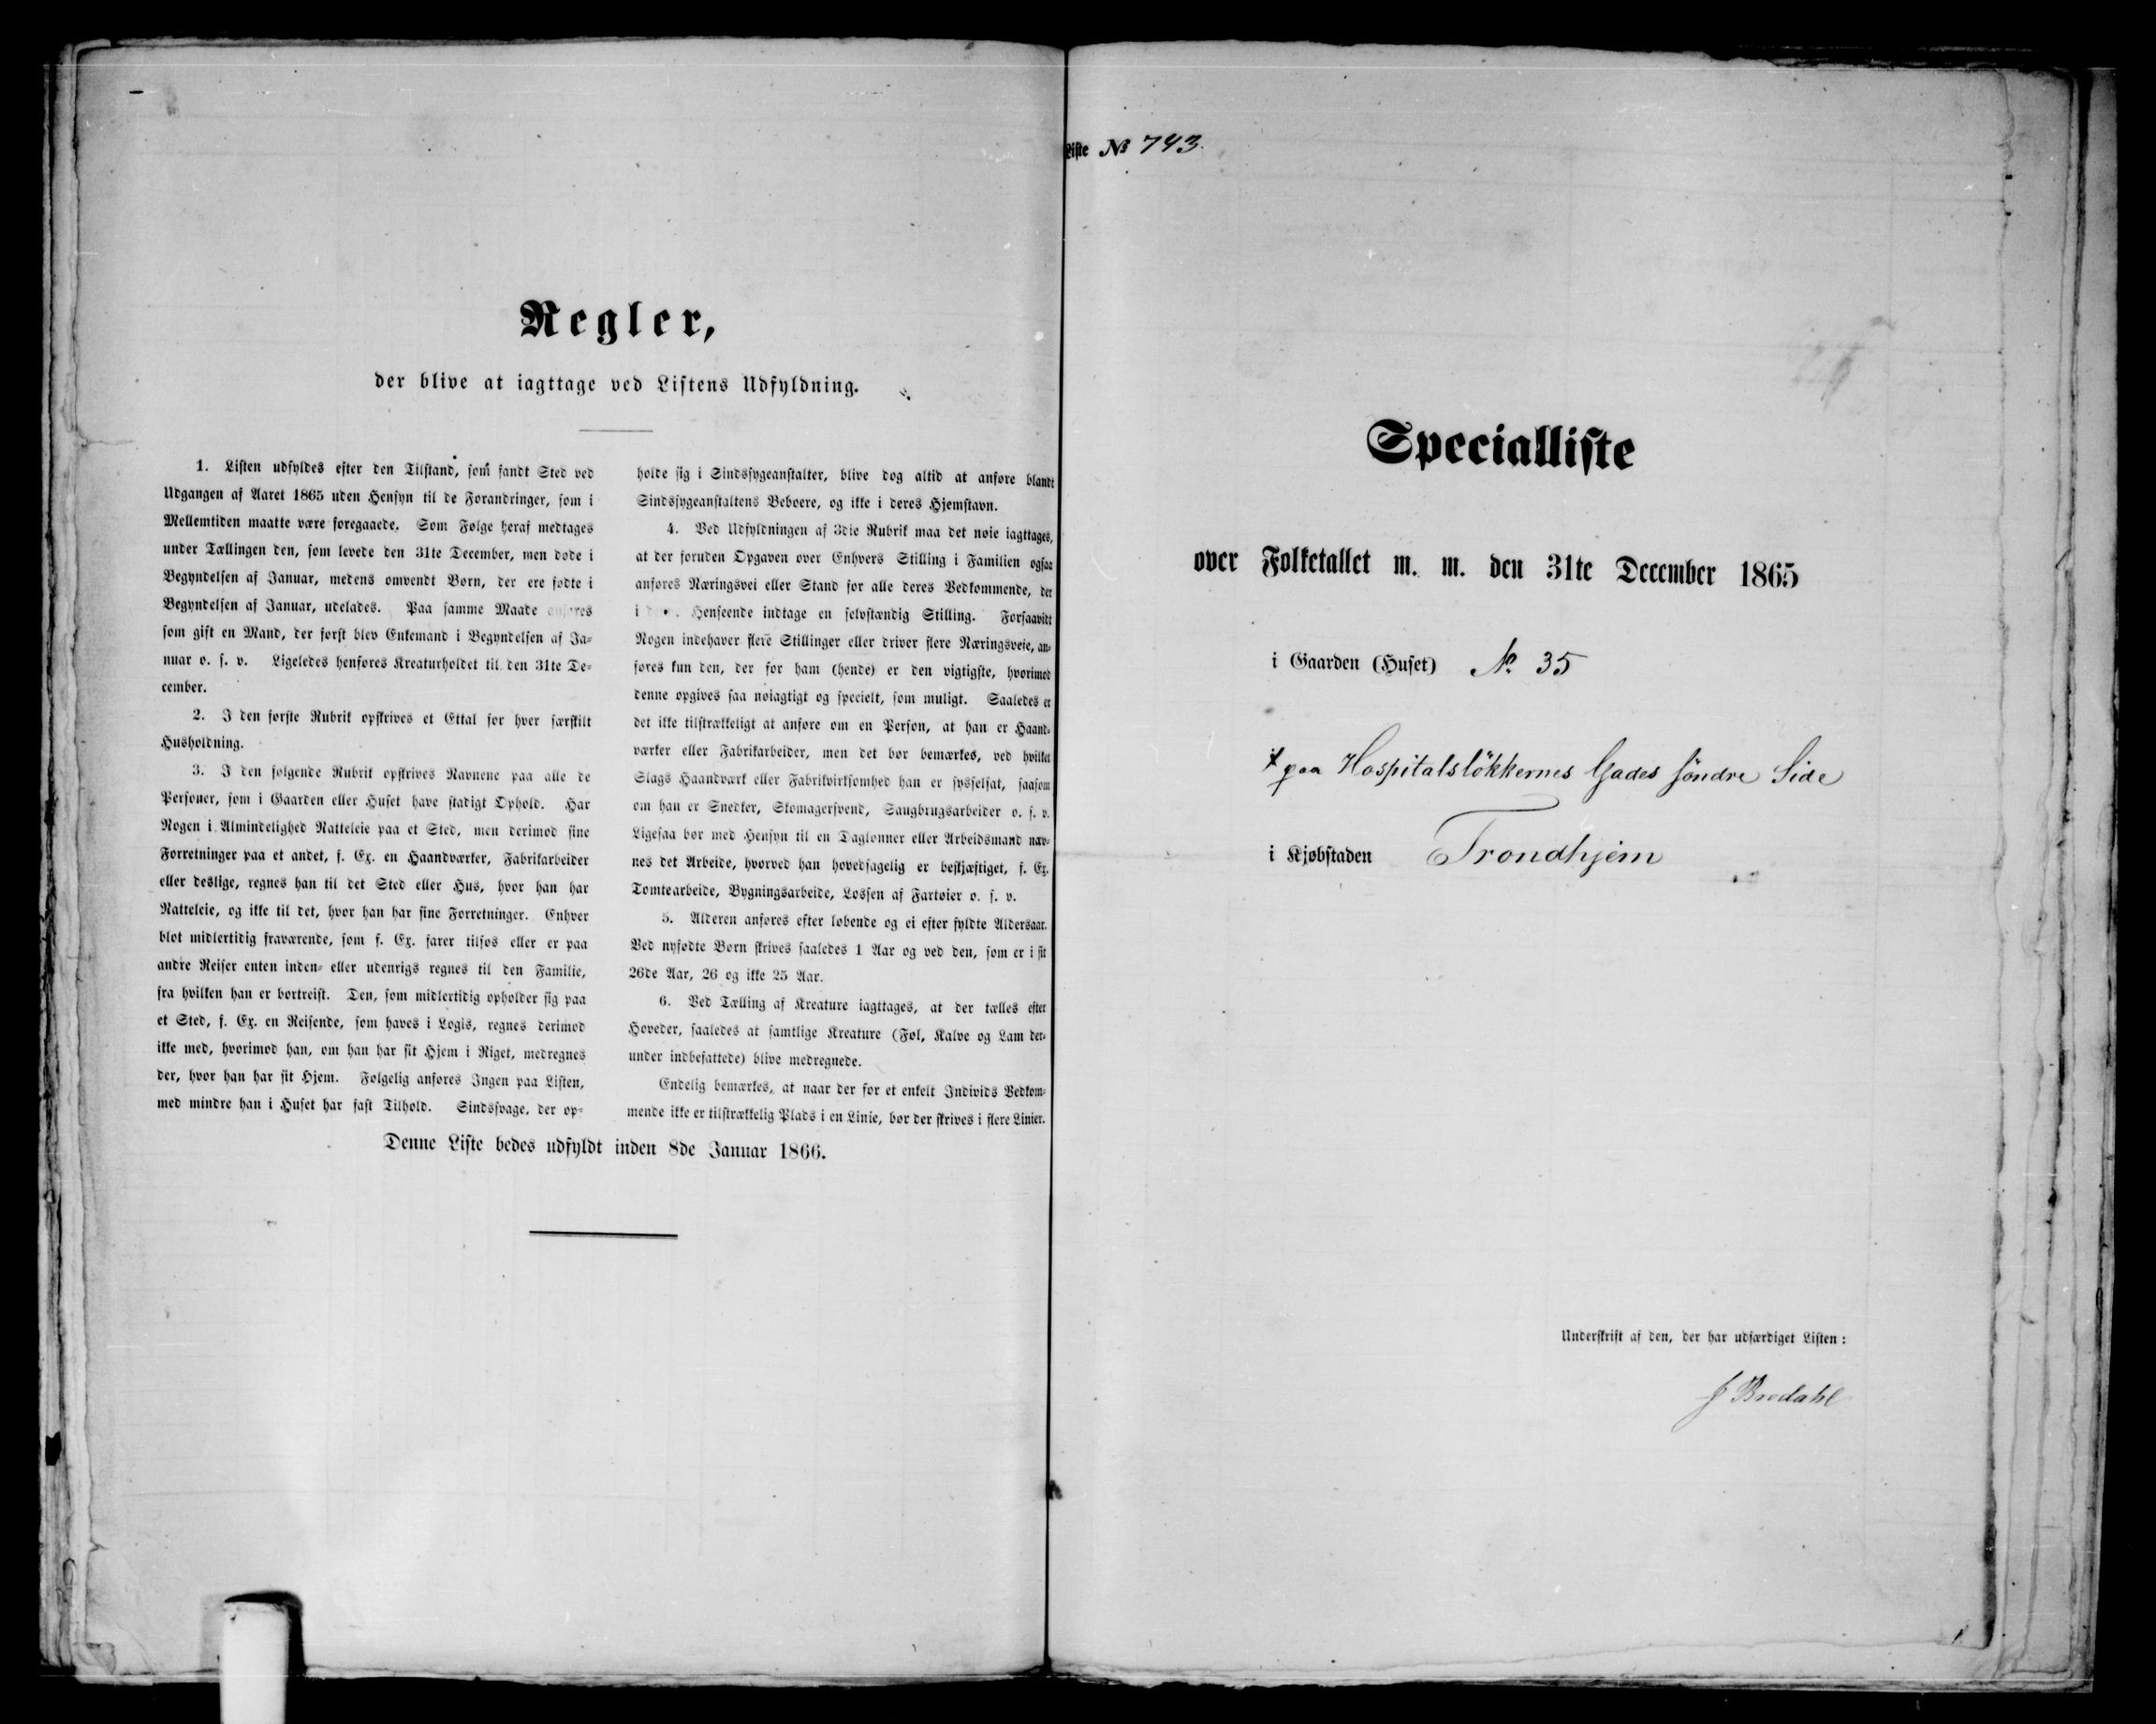 Regler,
der blive at iagttage ved Listens Udfyldning.
1. Listen udfyldes efter den Tilstand, som fandt Sted ved
Udgangen af Aaret 1865 uden Hensyn til de Forandringer, som i
Mellemtiden maatte være foregaaede. Som Følge heraf medtages
under Tællingen den, som levede den 31te December, men døde i
Begyndelsen af Januar, medens omvendt Børn, der ere fødte i
Begyndelsen af Januar, udelades. Paa samme Maade anføres
som gift en Mand, der først blev Enkemand i Begyndelsen af Ja-
nuar o. s. v. Ligeledes henføres Kreaturholdet til den 31te De-
cember.
2. I den første Rubrik opskrives et Ettal for hver særskilt
Husholdning.
3. I den følgende Rubrik opskrives Navnene paa alle de
Personer, som i Gaarden eller Huset have stadigt Ophold. Har
Nogen i Almindelighed Natteleie paa et Sted, men derimod sine
Forretninger paa et andet, f. Ex. en Haandværker, Fabrikarbeider
eller deslige, regnes han til det Sted eller Hus, hvor han har
Natteleie, og ikke til det, hvor han har sine Forretninger. Enhver
blot midlertidig fraværende, som f. Ex. farer tilsøs eller er paa
andre Reiser enten inden- eller udenrigs regnes til den Familie,
fra hvilken han er bortreist. Den, som midlertidig opholder sig paa
et Sted, f. Ex. en Reisende, som haves i Logis, regnes derimod
ikke med, hvorimod han, om han har sit Hjem i Riget, medregnes
der, hvor han har sit Hjem. Følgelig anføres Ingen paa Listen,
med mindre han i Huset har fast Tilhold. Sindssvage, der op-
holde sig i Sindssygeanstalter, blive dog altid at anføre blandt
Sindssygeanstaltens Beboere, og ikke i deres Hjemstavn.
4. Ved Udfyldningen af 3die Rubrik maa det nøie iagttages,
at der foruden Opgaven over Enhvers Stilling i Familien ogsaa
anføres Næringsvei eller Stand for alle deres Vedkommende, der
i Henseende indtage en selvstændig Stilling. Forsaavidt
Nogen indehaver flere Stillinger eller driver flere Næringsveie, an-
føres kun den, der for ham (hende) er den vigtigste, hvorimod
denne opgives saa nøiagtigt og specielt, som muligt. Saaledes er
det ikke tilstrækkeligt at anføre om en Person, at han er Haand-
værker eller Fabrikarbeider, men det bør bemærkes, ved hvilket
Slags Haandværk eller Fabrikvirksomhed han er sysselsat, saasom
om han er Snedker, Skomagersvend, Saugbrugsarbeider o. s. v.
Ligesaa bør med Hensyn til en Daglønner eller Arbeidsmand næv-
nes det Arbeide, hvorved han hovedsagelig er beskjæftiget, f. Ex.
Tomtearbeide, Bygningsarbeide, Lossen af Fartøier o. s. v.
5. Alderen anføres efter løbende og ei efter fyldte Aldersaar.
Ved nyfødte Børn skrives saaledes 1 Aar og ved den, som er i sit
26de Aar, 26 og ikke 25 Aar.
6. Ved Tælling af Kreature iagttages, at der tælles efter
Hoveder, saaledes at samtlige Kreature (Føl, Kalve og Lam der-
under indbefattede) blive medregnede.
Endelig bemærkes, at naar der for et enkelt Individs Vedkom-
mende ikke er tilstrækkelig Plads i en Linie, bør der skrives i flere Linier.
Denne Liste bedes udfyldt inden 8de Januar 1866.
Liste № 743.
Specialliste
over Folketallet m. m. den 31te December 1865
i Gaarden (Huset) № 35
i paa Hospitalsløkkernes Gades søndre Side
i Kjøbstaden Trondhjem
Underskrift af den, der har udfærdiget Listen:
J Bredahl